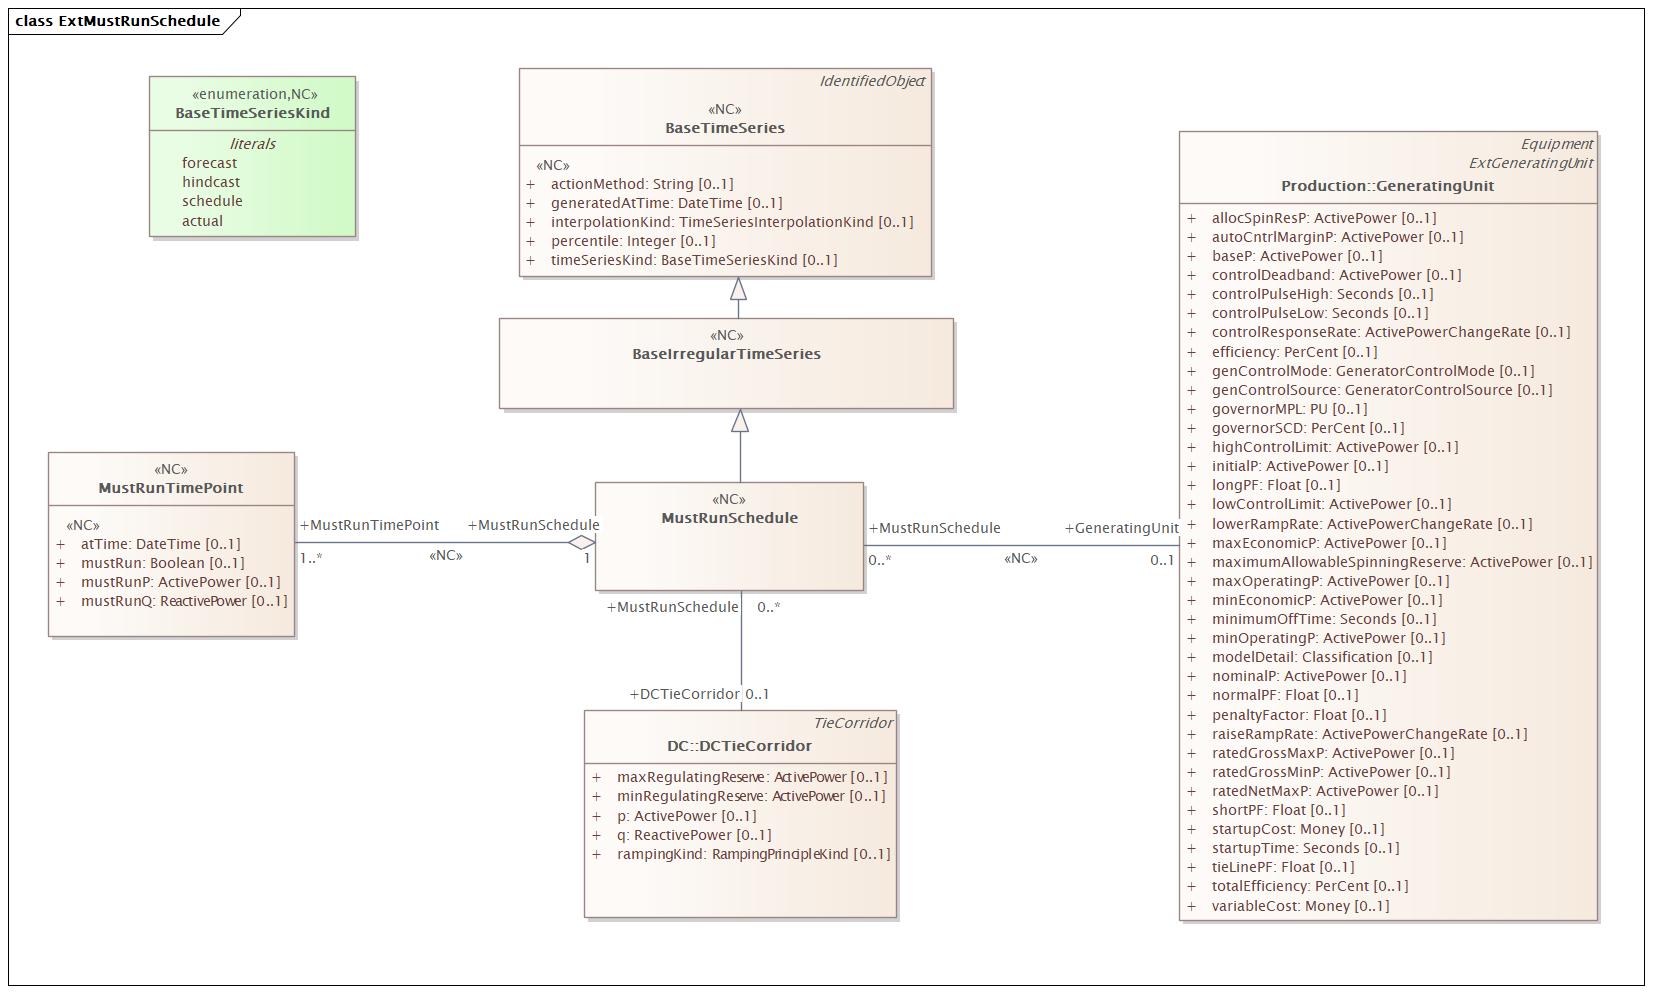 class ExtMustRunSchedule
«enumeration,NC»
BaseTimeSeriesKind
literals
forecast
hindcast
schedule
actual
IdentifiedObject
«NC»
BaseTimeSeries
«NC»
+ actionMethod: String [0..1]
+ generatedAtTime: DateTime [0..1]
+ interpolationKind: TimeSeriesInterpolationKind [0..1]
+ percentile: Integer [0..1]
+ timeSeriesKind: BaseTimeSeriesKind [0..1]
«NC»
BaseIrregularTimeSeries
«NC»
MustRunTimePoint
«NC»
+ atTime: DateTime [0..1]
+ mustRun: Boolean [0..1]
+ mustRunP: ActivePower [0..1]
+ mustRunQ: ReactivePower [0..1]
+MustRunTimePoint
+MustRunSchedule
1..*
«NC»
1
«NC»
MustRunSchedule
+MustRunSchedule
+GeneratingUnit
0..*
«NC»
0..1
+MustRunSchedule 0..*
+DCTieCorridor 0..1
TieCorridor
DC::DCTieCorridor
+ maxRegulatingReserve: ActivePower [0..1]
+ minRegulatingReserve: ActivePower [0..1]
+ p: ActivePower [0..1]
+ q: ReactivePower [0..1]
+ rampingKind: RampingPrincipleKind [0..1]
Equipment
ExtGeneratingUnit
Production::GeneratingUnit
+ allocSpinResP: ActivePower [0..1]
+ autoCntrlMarginP: ActivePower [0..1]
+ baseP: ActivePower [0..1]
+ controlDeadband: ActivePower [0..1]
+ controlPulseHigh: Seconds [0..1]
+ controlPulseLow: Seconds [0..1]
+ controlResponseRate: ActivePowerChangeRate [0..1]
+ efficiency: PerCent [0..1]
+ genControlMode: GeneratorControlMode [0..1]
+ genControlSource: GeneratorControlSource [0..1]
+ governorMPL: PU [0..1]
+ governorSCD: PerCent [0..1]
+ highControlLimit: ActivePower [0..1]
+ initialP: ActivePower [0..1]
+ longPF: Float [0..1]
+ lowControlLimit: ActivePower [0..1]
+ lowerRampRate: ActivePowerChangeRate [0..1]
+ maxEconomicP: ActivePower [0..1]
+ maximumAllowableSpinningReserve: ActivePower [0..1]
+ maxOperatingP: ActivePower [0..1]
+ minEconomicP: ActivePower [0..1]
+ minimumOffTime: Seconds [0..1]
+ minOperatingP: ActivePower [0..1]
+ modelDetail: Classification [0..1]
+ nominalP: ActivePower [0..1]
+ normalPF: Float [0..1]
+ penaltyFactor: Float [0..1]
+ raiseRampRate: ActivePowerChangeRate [0..1]
+ ratedGrossMaxP: ActivePower [0..1]
+ ratedGrossMinP: ActivePower [0..1]
+ ratedNetMaxP: ActivePower [0..1]
+ shortPF: Float [0..1]
+ startupCost: Money [0..1]
+ startupTime: Seconds [0..1]
+ tieLinePF: Float [0..1]
+ totalEfficiency: PerCent [0..1]
+ variableCost: Money [0..1]